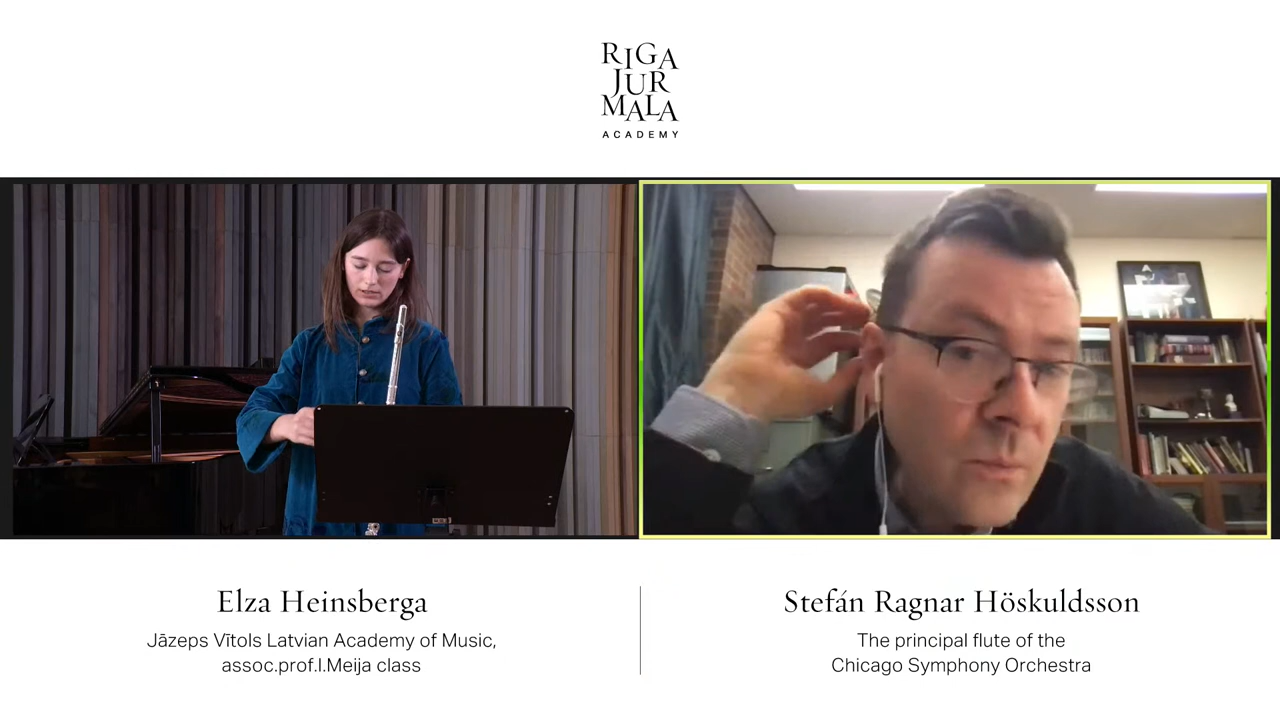 RIGA
JUR
MALA
ACADEMY
Elza Heinsberga
Jāzeps Vītols Latvian Academy of Music,
assoc.prof.I.Meija class
Stefán Ragnar Höskuldsson
The principal flute of the
Chicago Symphony Orchestra